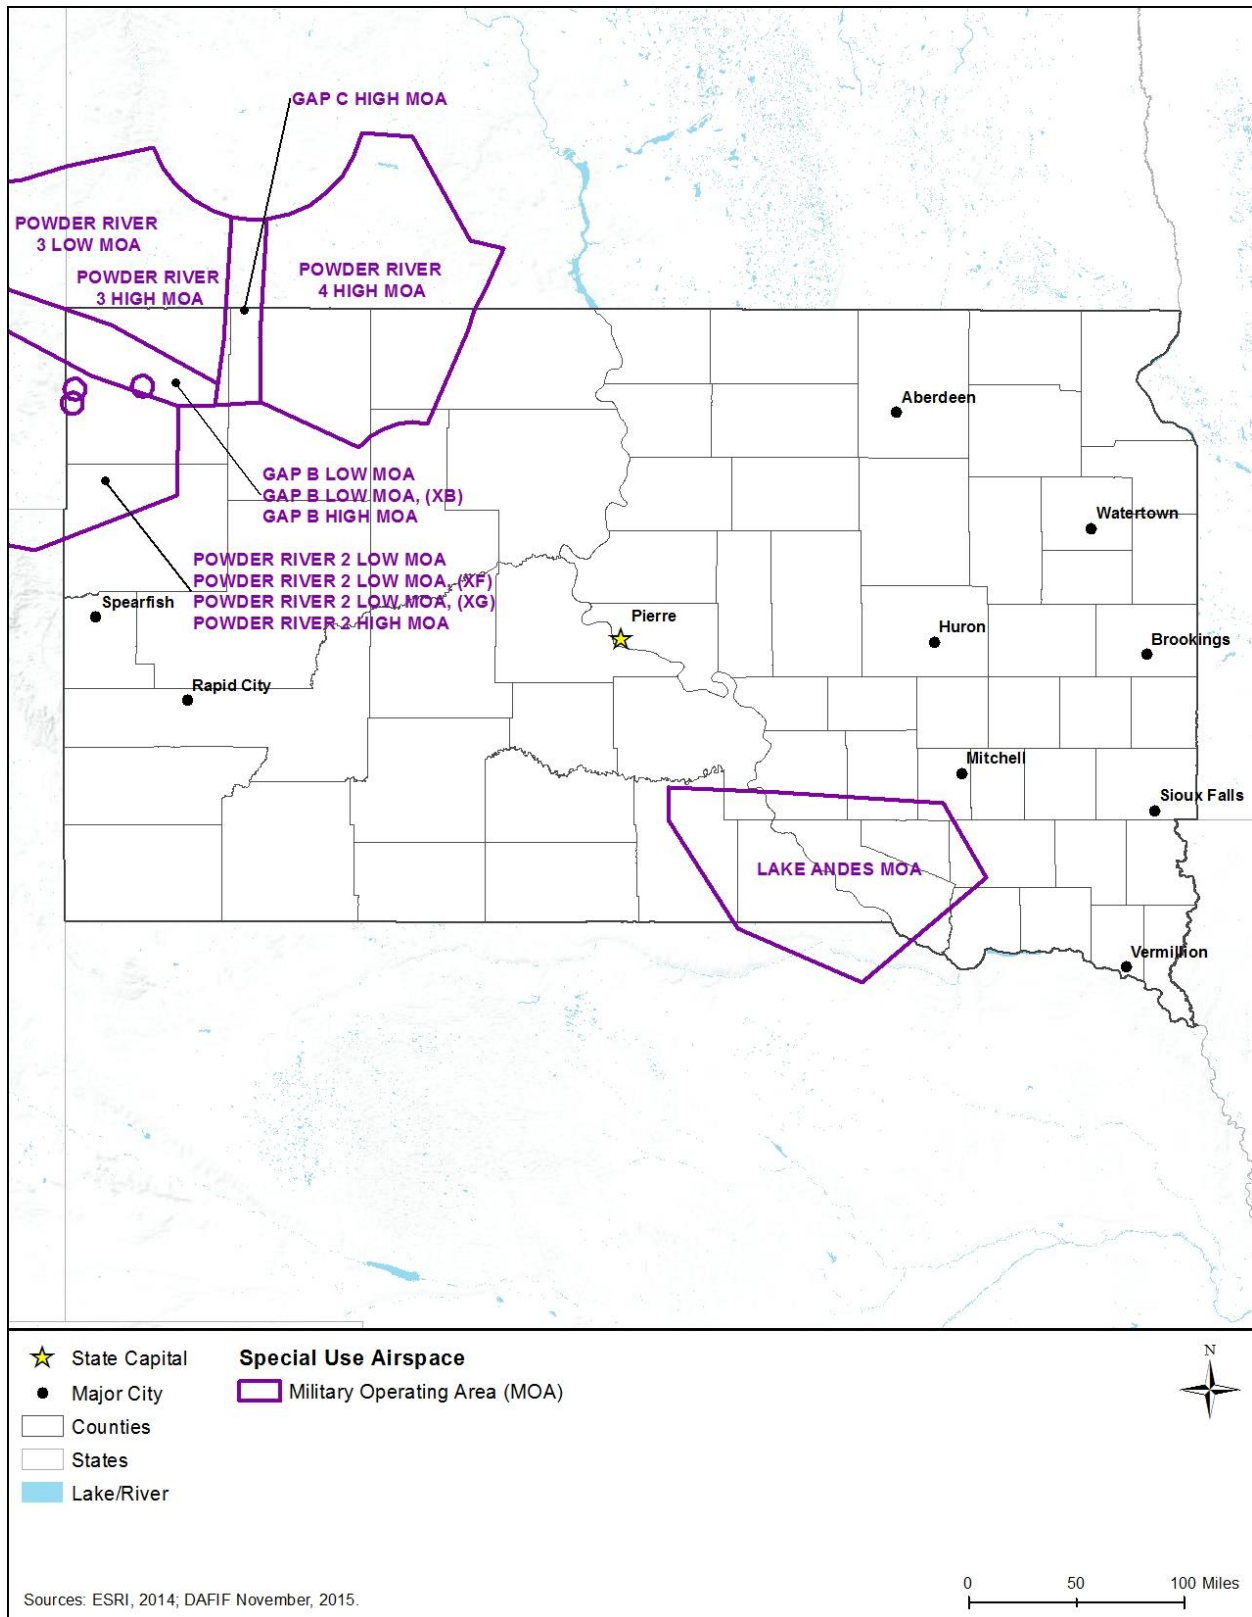 GAP C HIGH MOA
POWDER RIVER
3 LOW MOA
POWDER RIVER
3 HIGH MOA
POWDER RIVER
4 HIGH MOA
Aberdeen
GAP B LOW MOA
GAP B LOW MOA, (XB)
GAP B HIGH MOA
Watertown
POWDER RIVER 2 LOW MOA
POWDER RIVER 2 LOW MOA, (XF)
POWDER RIVER 2 LOW MOA, (XG)
POWDER RIVER 2 HIGH MOA
Spearfish
Pierre
Huron
Brookings
Rapid City
Mitchell
Sioux Falls
LAKE ANDES MOA
Vermillion
State Capital
Major City
Counties
States
Lake/River
Special Use Airspace
Military Operating Area (MOA)
N
Sources: ESRI, 2014; DAFIF November, 2015.
0 50 100 Miles